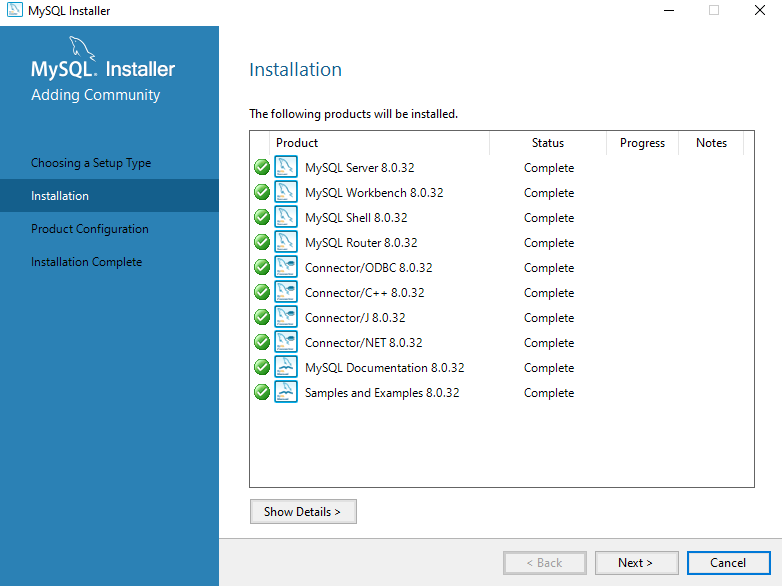 MySQL Installer
MySQL. Installer
Adding Community
Choosing a Setup Type
Installation
Product Configuration
Installation Complete
Installation
The following products will be installed.
Product Status Progress Notes
MySQL Server 8.0.32 Complete
MySQL Workbench 8.0.32 Complete
MySQL Shell 8.0.32 Complete
MySQL Router 8.0.32 Complete
Connector/ODBC 8.0.32 Complete
Connector/C++ 8.0.32 Complete
Connector/J 8.0.32 Complete
Connector/NET 8.0.32 Complete
MySQL Documentation 8.0.32 Complete
Samples and Examples 8.0.32 Complete
Show Details >
< Back Next > Cancel